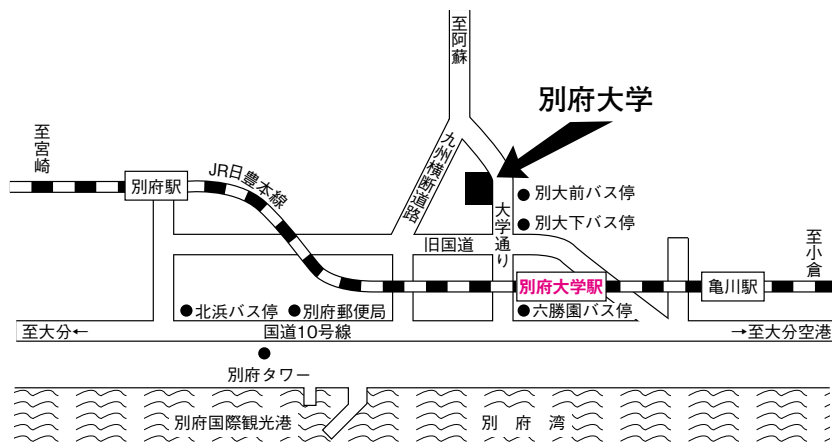 至阿蘇
別府大学
至宮崎
九州横断道路
JR日豊本線
別府駅
別大前バス停
大学通り
別大下バス停
至小倉
旧国道
別府大学駅
亀川駅
北浜バス停
別府郵便局
六勝園バス停
至大分←
国道10号線
→至大分空港
別府タワー
別府国際観光港
別府湾